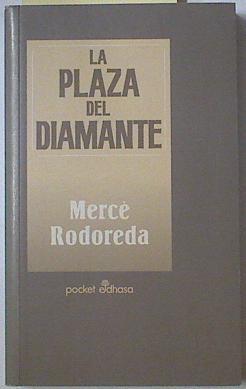 LA
PLAZA
DEL
DIAMANTE
Mercè
Rodoreda
pocket edhasa